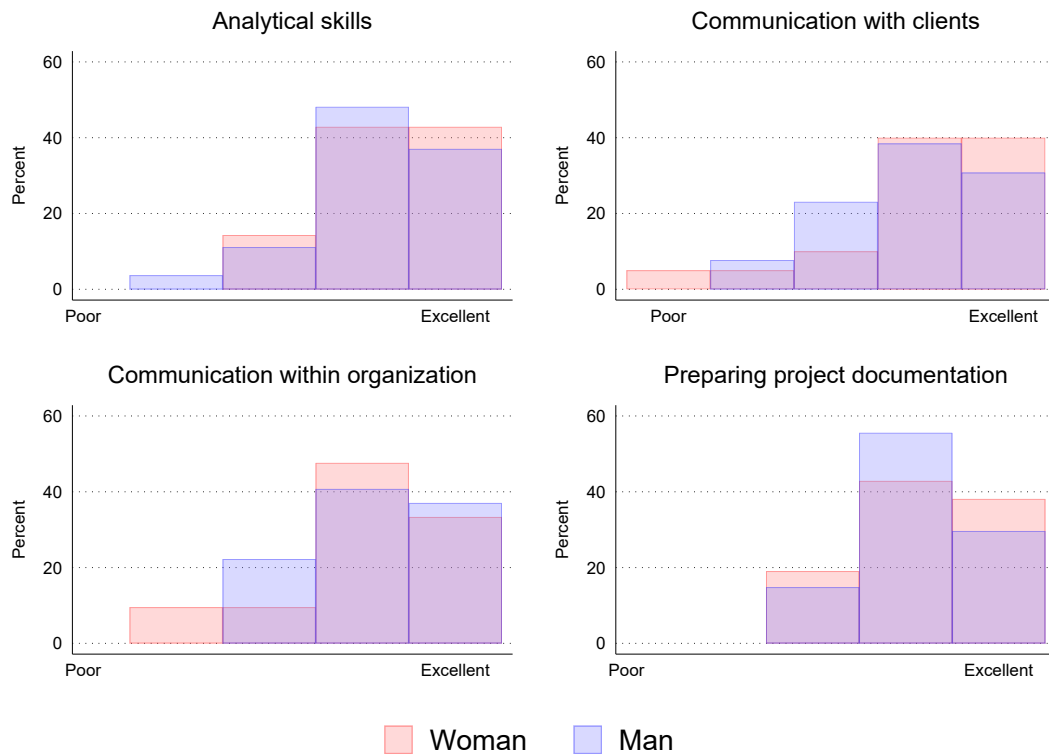 Analytical skills
60
40
20
0
Percent
Poor Excellent
Communication with clients
60
40
20
0
Percent
Poor Excellent
Communication within organization
60
40
20
0
Percent
Poor Excellent
Preparing project documentation
60
40
20
0
Percent
Poor Excellent
Woman Man